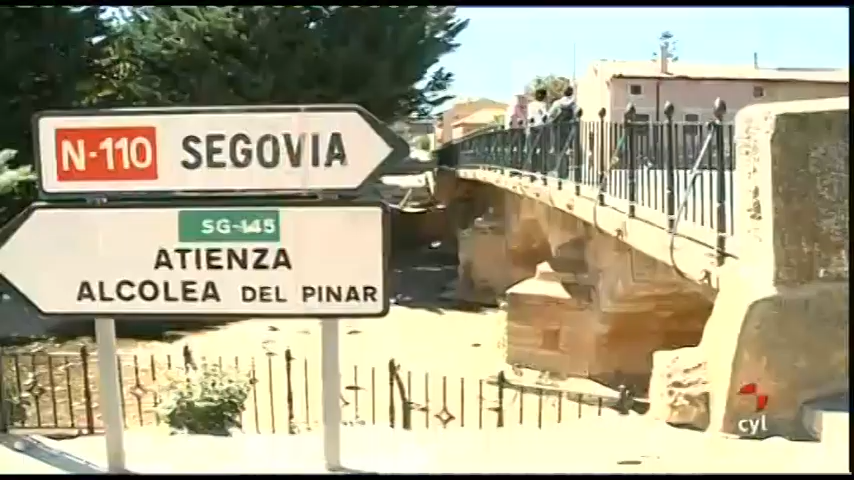 N-110 SEGOVIA
SG-145
ATIENZA
ALCOLEA DEL PINAR
cyl